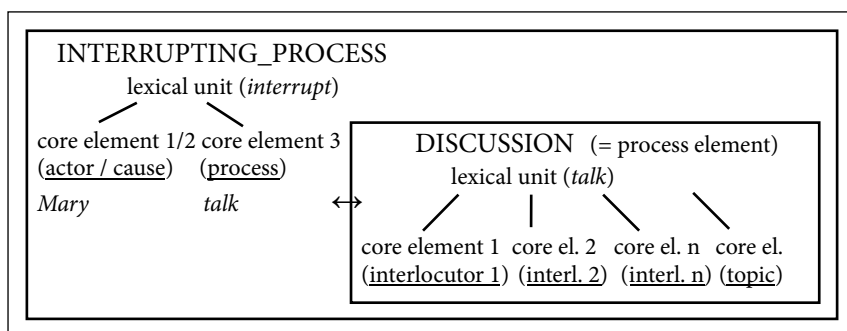 INTERRUPTING_PROCESS
lexical unit (interrupt)
core element 1/2 core element 3
(actor / cause) (process)
Mary talk ↔
DISCUSSION (= process element)
lexical unit (talk)
core element 1 core el. 2 core el. n core el.
(interlocutor 1) (interl. 2) (interl. n) (topic)